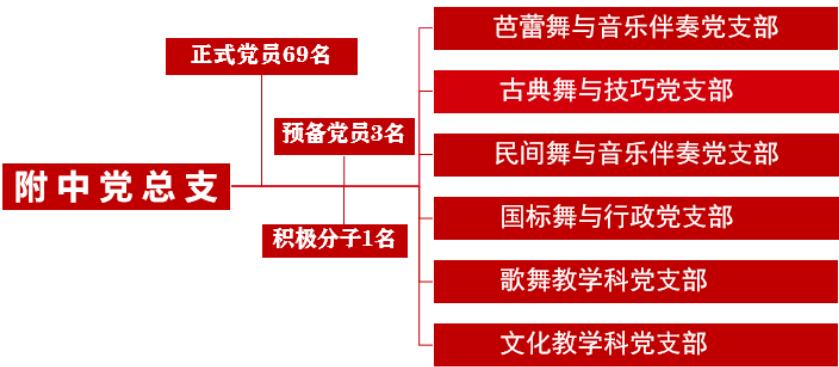 正式党员69名
预备党员3名
附中党总支
积极分子1名
芭蕾舞与音乐伴奏党支部
古典舞与技巧党支部
民间舞与音乐伴奏党支部
国标舞与行政党支部
歌舞教学科党支部
文化教学科党支部